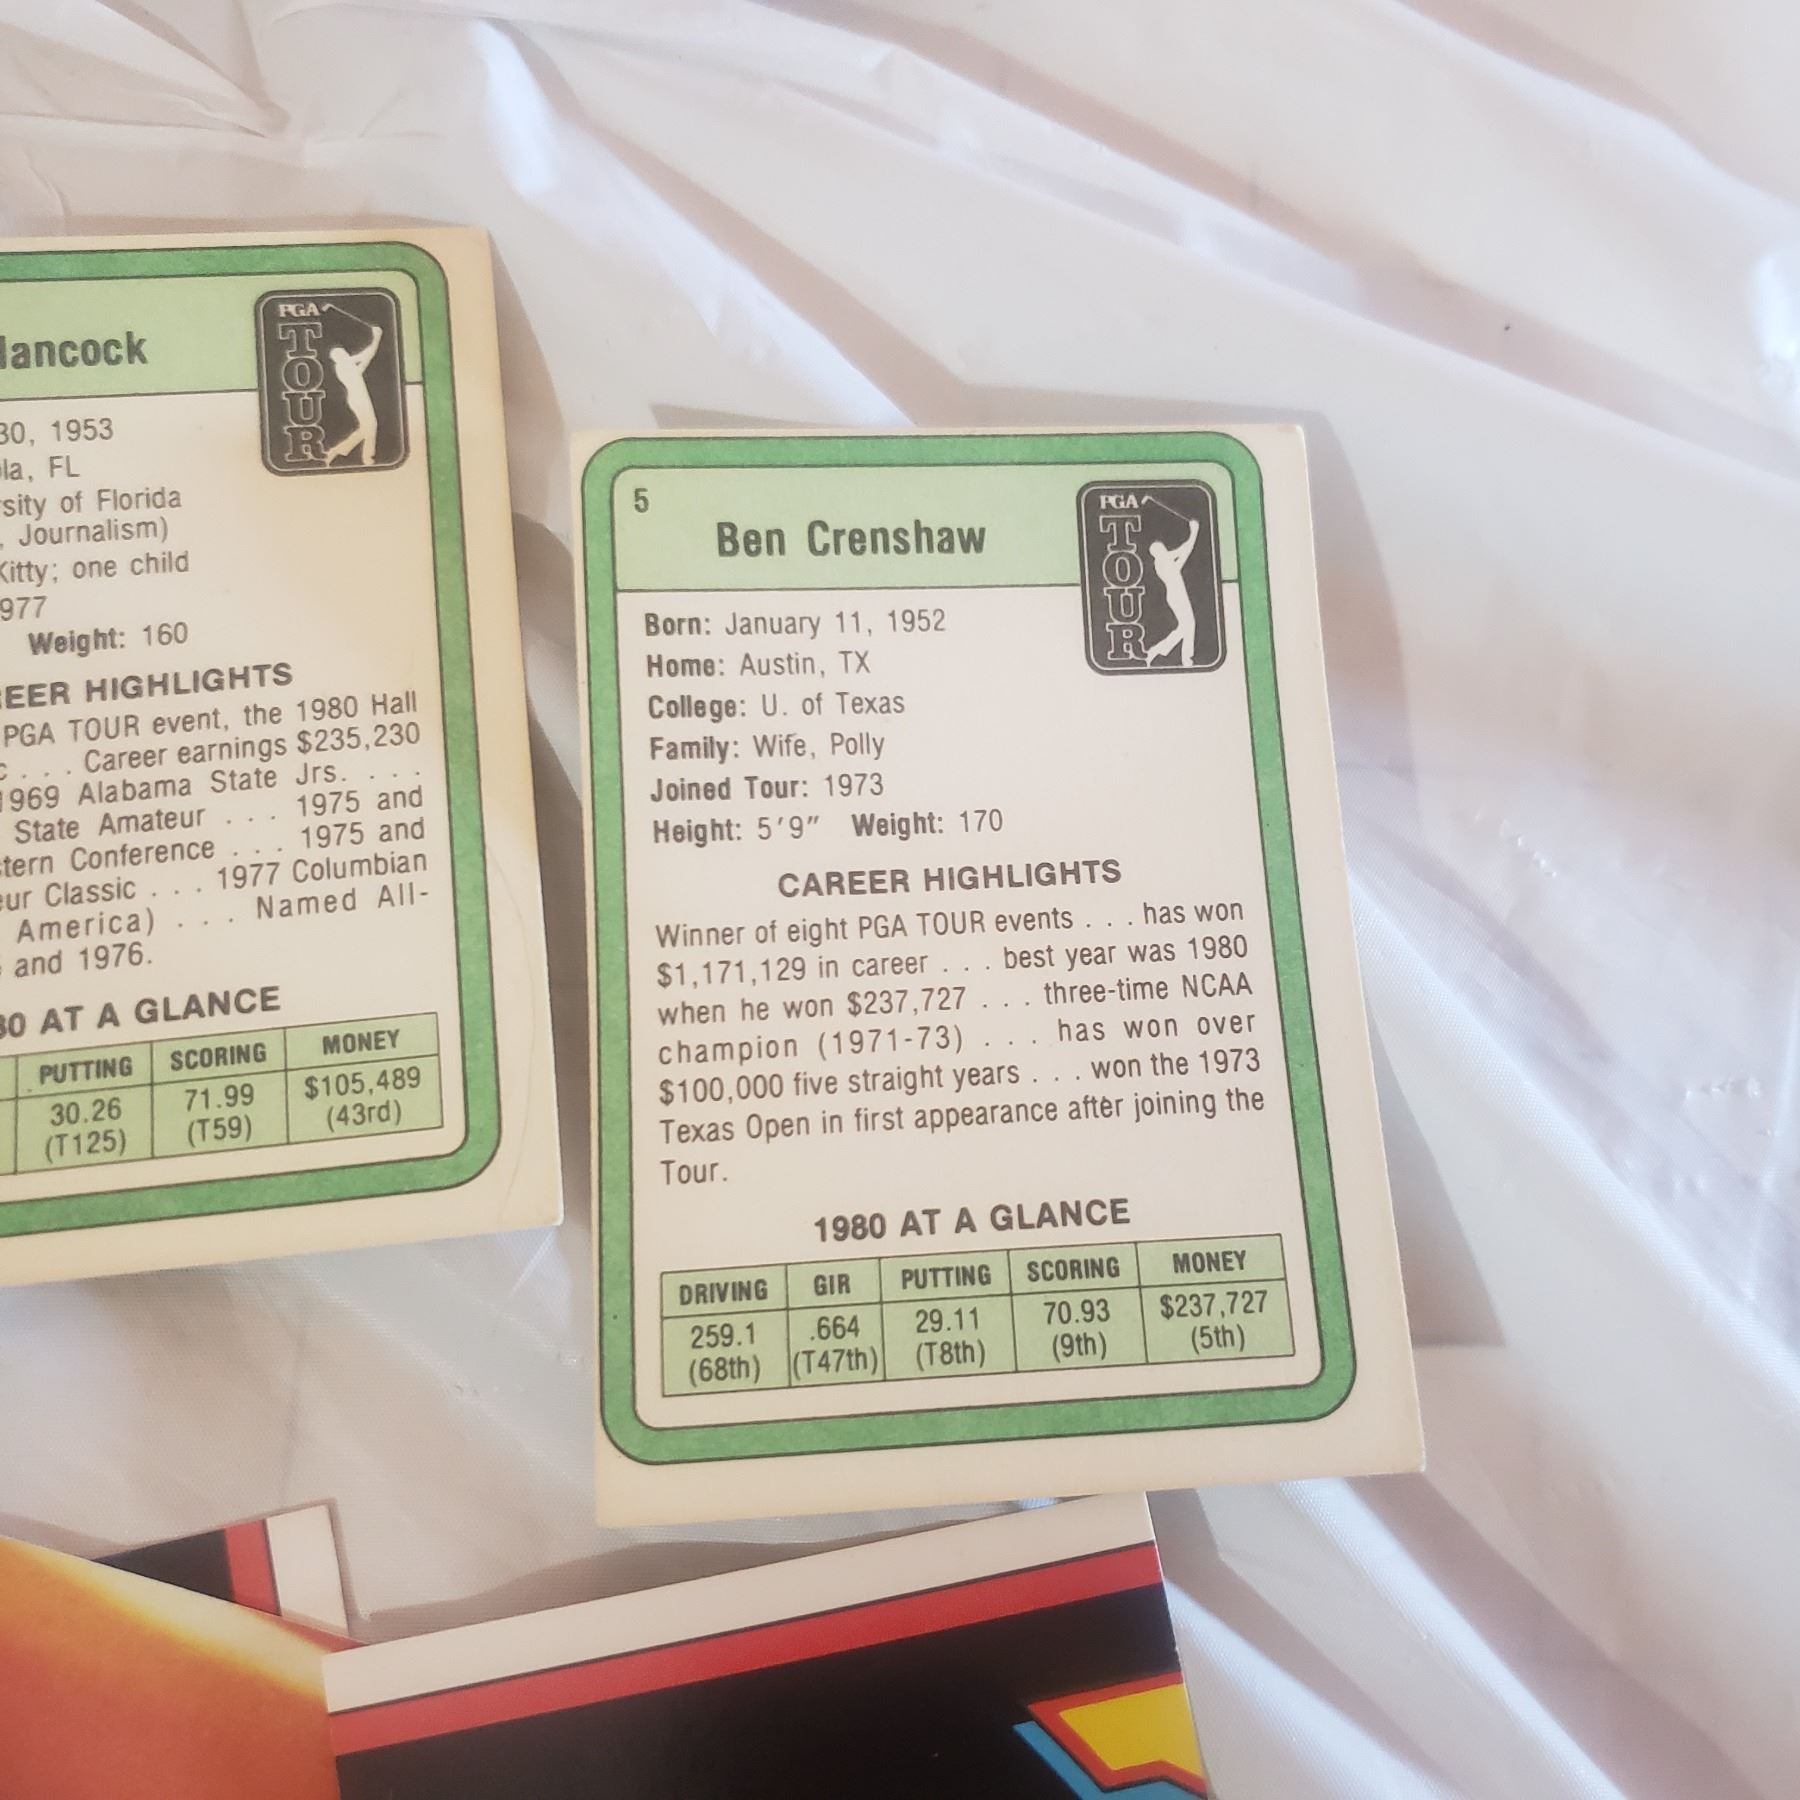 PGA
TOUR
30, 1953
FL
of Florida
Journalism)
Kitty; one child
Weight: 160
HIGHLIGHTS
PGA TOUR event, the 1980 Hall
. . . Career earnings $235,230
1969 Alabama State Jrs. . . .
State Amateur . . . 1975 and
Conference . . . 1975 and
Classic . . . 1977 Columbian
America) . . . Named All-
and 1976.
AT A GLANCE
PUTTING SCORING MONEY
30.26 71.99 $105,489
(T125) (T59) (43rd)
5
Ben Crenshaw
PGA
TOUR
Born: January 11, 1952
Home: Austin, TX
College: U. of Texas
Family: Wife, Polly
Joined Tour: 1973
Height: 5'9" Weight: 170
CAREER HIGHLIGHTS
Winner of eight PGA TOUR events . . . has won
$1,171,129 in career . . . best year was 1980
when he won $237,727 . . . three-time NCAA
champion (1971-73) . . . has won over
$100,000 five straight years . . . won the 1973
Texas Open in first appearance after joining the
Tour.
1980 AT A GLANCE
DRIVING GIR PUTTING SCORING MONEY
259.1 .664 29.11 70.93 $237,727
(68th) (T47th) (T8th) (9th) (5th)